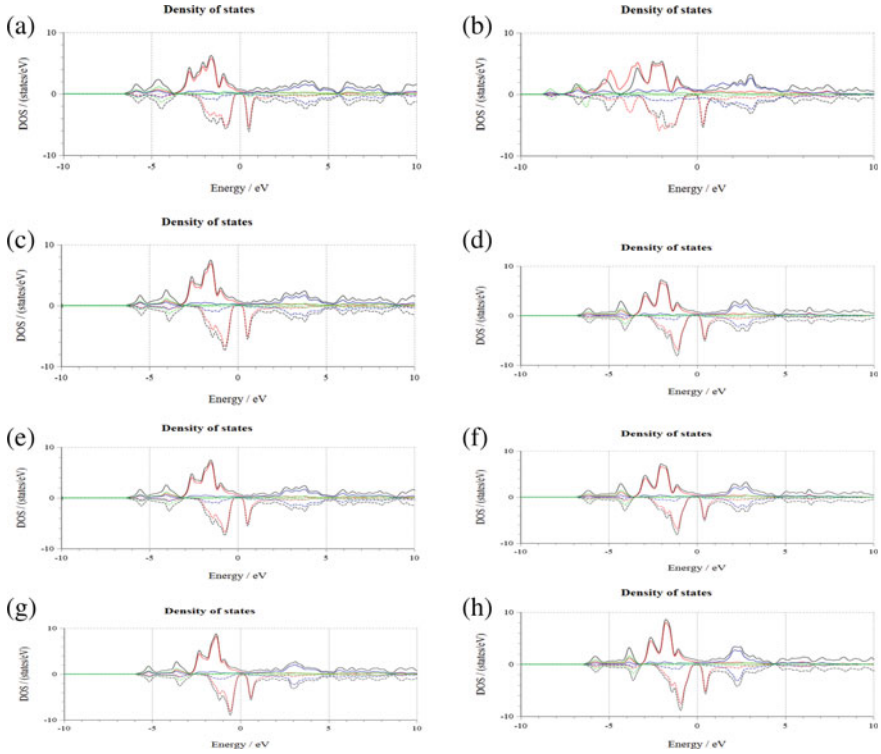 (a)
Density of states
DOS / (states/eV)
10
0
-10
-10 -5 0 5 10
Energy / eV
(b)
Density of states
DOS / (states/eV)
10
0
-10
-10 -5 0 5 10
Energy / eV
(c)
Density of states
DOS / (states/eV)
10
0
-10
-10 -5 0 5 10
Energy / eV
(d)
Density of states
DOS / (states/eV)
10
0
-10
-10 -5 0 5 10
Energy / eV
(e)
Density of states
DOS / (states/eV)
10
0
-10
-10 -5 0 5 10
Energy / eV
(f)
Density of states
DOS / (states/eV)
10
0
-10
-10 -5 0 5 10
Energy / eV
(g)
Density of states
DOS / (states/eV)
10
0
-10
-10 -5 0 5 10
Energy / eV
(h)
Density of states
DOS / (states/eV)
10
0
-10
-10 -5 0 5 10
Energy / eV